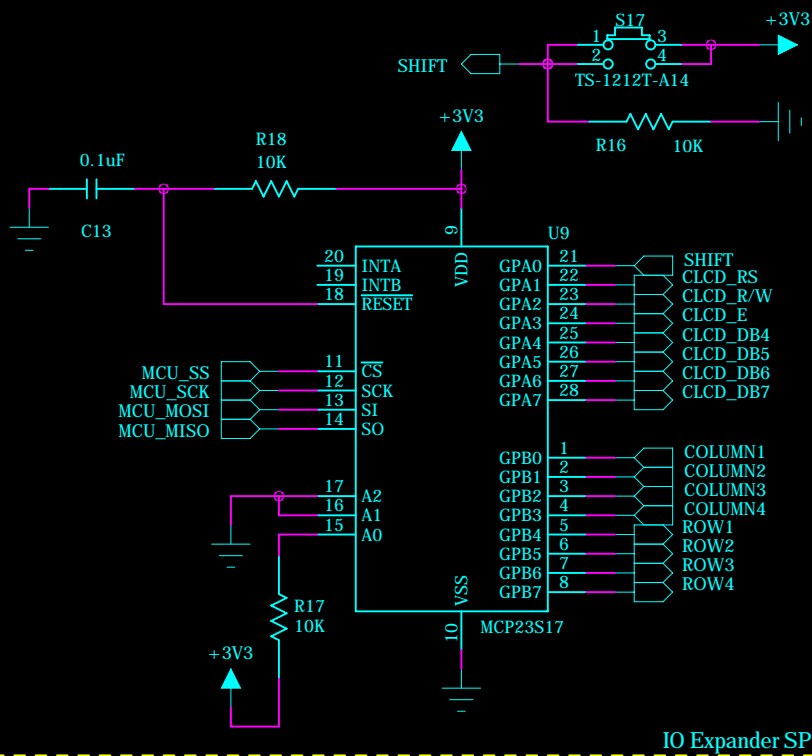 S17
+3V3
1
3
SHIFT
2
4
TS-1212T-A14
+3V3
R16
10K
R18
0.1uF
10K
C13
9
U9
VDD
20
INTA
GPA0
21
SHIFT
19
INTB
GPA1
22
CLCD_RS
18
RESET
GPA2
23
CLCD_R/W
GPA3
24
CLCD_E
GPA4
25
CLCD_DB4
MCU_SS
11
CS
GPA5
26
CLCD_DB5
MCU_SCK
12
SCK
GPA6
27
CLCD_DB6
MCU_MOSI
13
SI
GPA7
28
CLCD_DB7
MCU_MISO
14
SO
GPB0
1
COLUMN1
GPB1
2
COLUMN2
17
A2
GPB2
3
COLUMN3
16
A1
GPB3
4
COLUMN4
15
A0
GPB4
5
ROW1
GPB5
6
ROW2
GPB6
7
ROW3
GPB7
8
ROW4
VSS
10
MCP23S17
R17
10K
+3V3
IO Expander SP